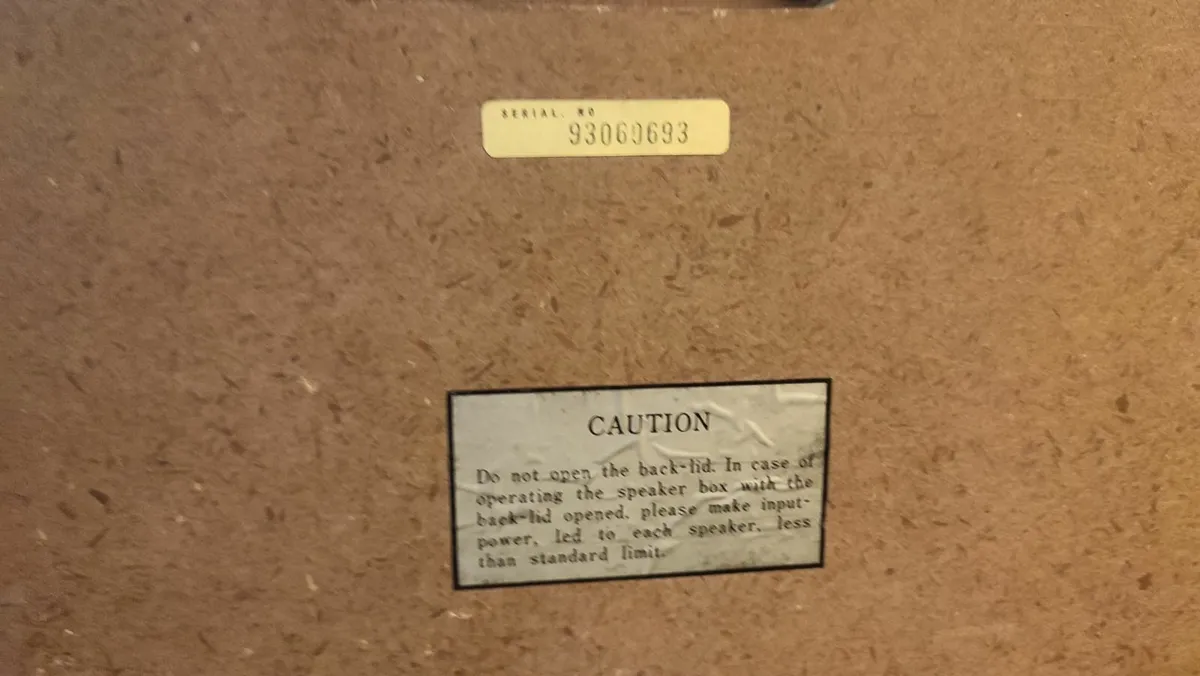 SERIAL. NO
93060693
CAUTION
Do not open the back-lid. In case of
operating the speaker box with the
back-lid opened, please make input-
power, led to each speaker, less
than standard limit.